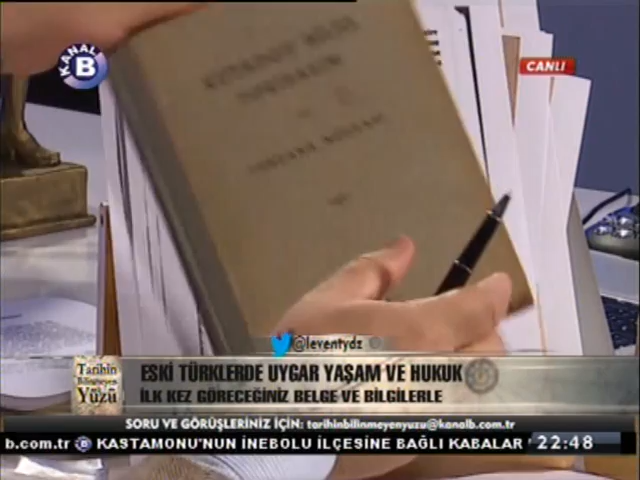 KANAL
B
CANLI
@leventydz
Tarihin
Bilinmeyen
Yüzü
ESKİ TÜRKLERDE UYGAR YAŞAM VE HUKUK
İLK KEZ GÖRECEĞİNİZ BELGE VE BİLGİLERLE
SORU VE GÖRÜŞLERİNİZ İÇİN: tarihinbilinmeyenyuzu@kanalb.com.tr
b.com.tr B KASTAMONU'NUN İNEBOLU İLÇESİNE BAĞLI KABALAR 22:48